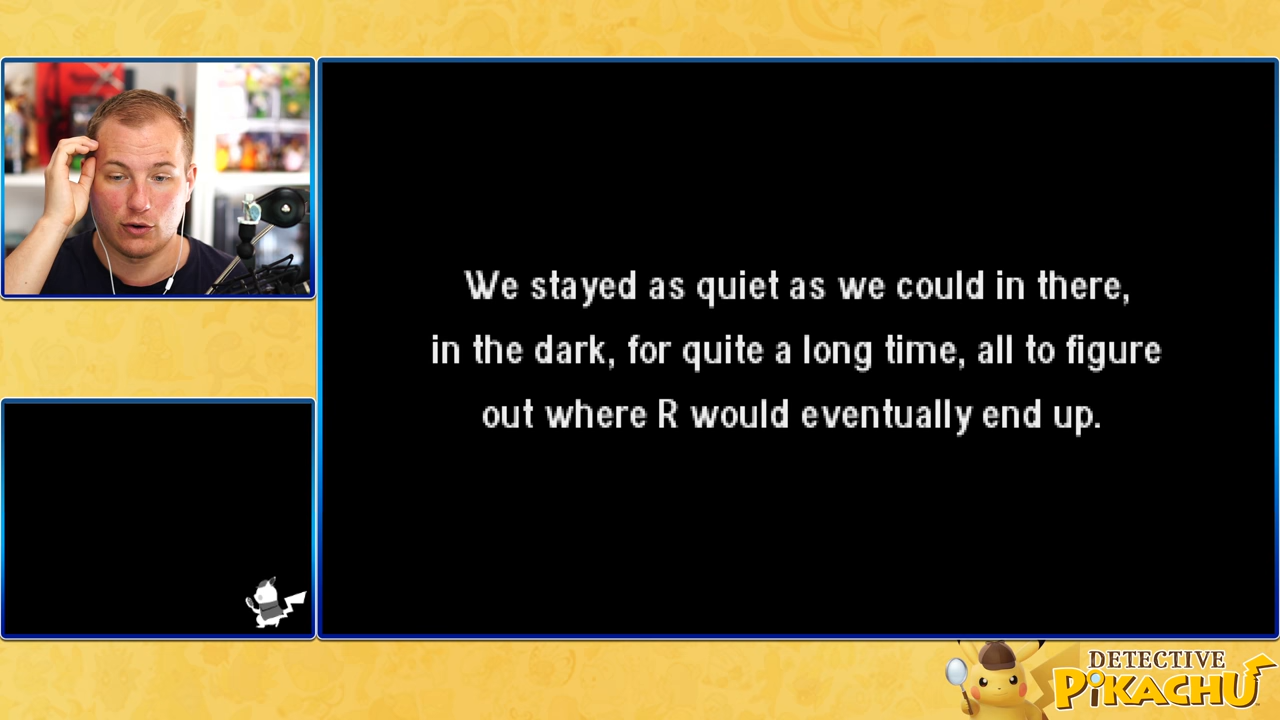 We stayed as quiet as we could in there,
in the dark, for quite a long time, all to figure
out where R would eventually end up.
DETECTIVE
PiKACHU